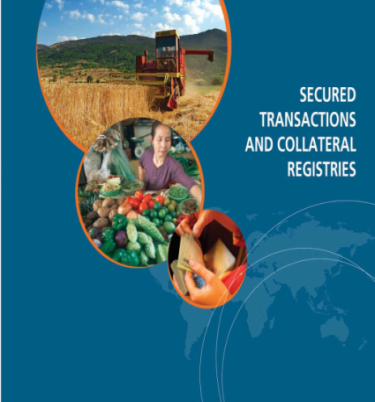 SECURED
TRANSACTIONS
AND COLLATERAL
REGISTRIES